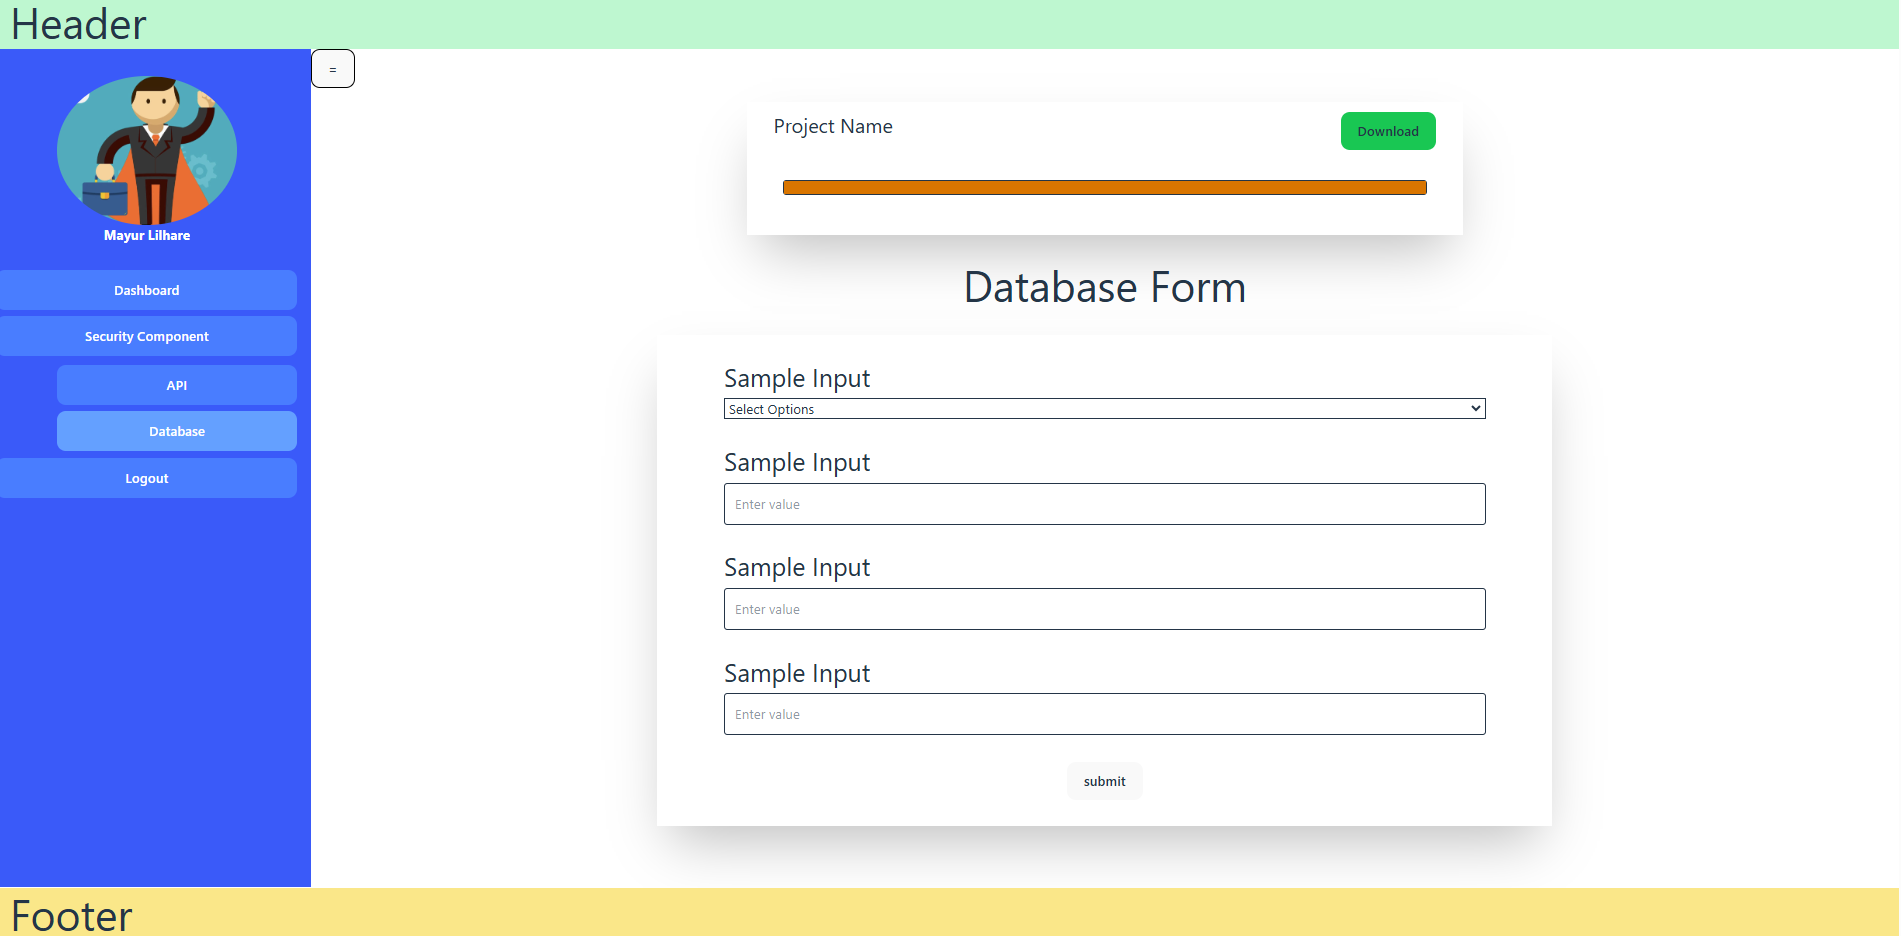 Header
=
Mayur Lilhare
Dashboard
Security Component
API
Database
Logout
Project Name
Download
Database Form
Sample Input
Select Options
Sample Input
Enter value
Sample Input
Enter value
Sample Input
Enter value
submit
Footer